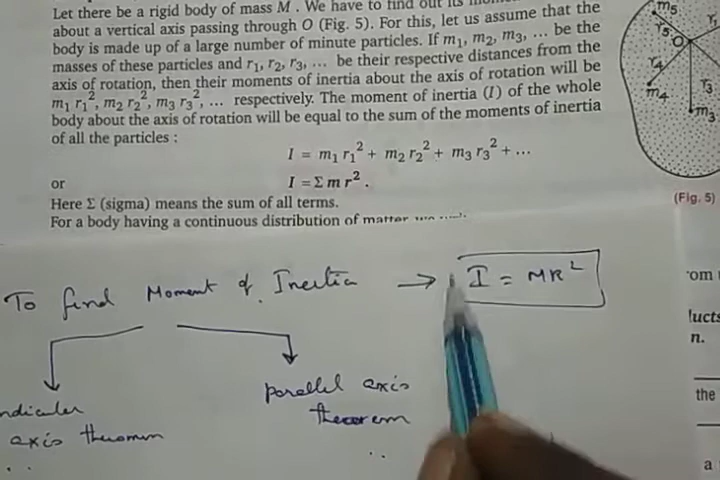 Let there be a rigid body of mass M . We have to find out its
about a vertical axis passing through O (Fig. 5). For this, let us assume that the
body is made up of a large number of minute particles. If m₁, m₂, m₃, ... be the
masses of these particles and r₁, r₂, r₃, ... be their respective distances from the
axis of rotation, then their moments of inertia about the axis of rotation will be
m₁ r₁², m₂ r₂², m₃ r₃², ... respectively. The moment of inertia (I) of the whole
body about the axis of rotation will be equal to the sum of the moments of inertia
of all the particles :
I = m₁ r₁² + m₂ r₂² + m₃ r₃² + ...
or
I = Σ m r² .
Here Σ (sigma) means the sum of all terms.
For a body having a continuous distribution of matter
m₅
r₅
O
r₄
m₄
r₃
m₃
(Fig. 5)
om
lucts
n.
the
a
To find Moment of Inertia → I = MR²
ndicular
axis theorem
parallel axis
theorem